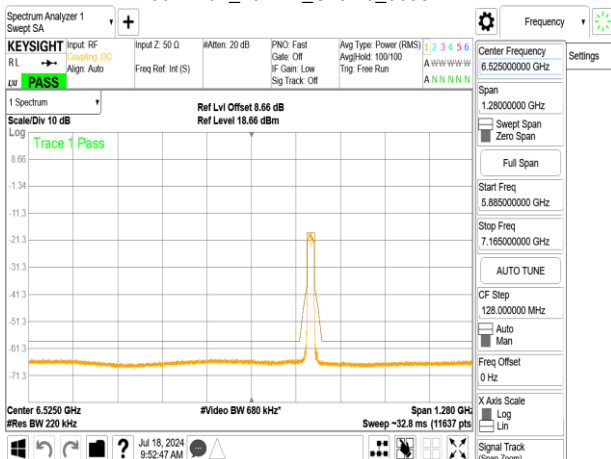 Spectrum Analyzer 1
Swept SA
Frequency
KEYSIGHT
RL
LXI
PASS
Input: RF
Coupling: DC
Align: Auto
Input Z: 50 Ω
Freq Ref: Int (S)
#Atten: 20 dB
PNO: Fast
Gate: Off
IF Gain: Low
Sig Track: Off
Avg Type: Power (RMS)
Avg|Hold: 100/100
Trig: Free Run
1 2 3 4 5 6
A W W W W W
A N N N N N
Settings
1 Spectrum
Scale/Div 10 dB
Ref Lvl Offset 8.66 dB
Ref Level 18.66 dBm
Log
Trace 1 Pass
8.66
-1.34
-11.3
-21.3
-31.3
-41.3
-51.3
-61.3
-71.3
Center 6.5250 GHz
#Res BW 220 kHz
#Video BW 680 kHz*
Span 1.280 GHz
Sweep ~32.8 ms (11637 pts
Center Frequency
6.525000000 GHz
Span
1.28000000 GHz
Swept Span
Zero Span
Full Span
Start Freq
5.885000000 GHz
Stop Freq
7.165000000 GHz
AUTO TUNE
CF Step
128.000000 MHz
Auto
Man
Freq Offset
0 Hz
X Axis Scale
Log
Lin
Signal Track
(Span Zoom)
?
Jul 18, 2024
9:52:47 AM